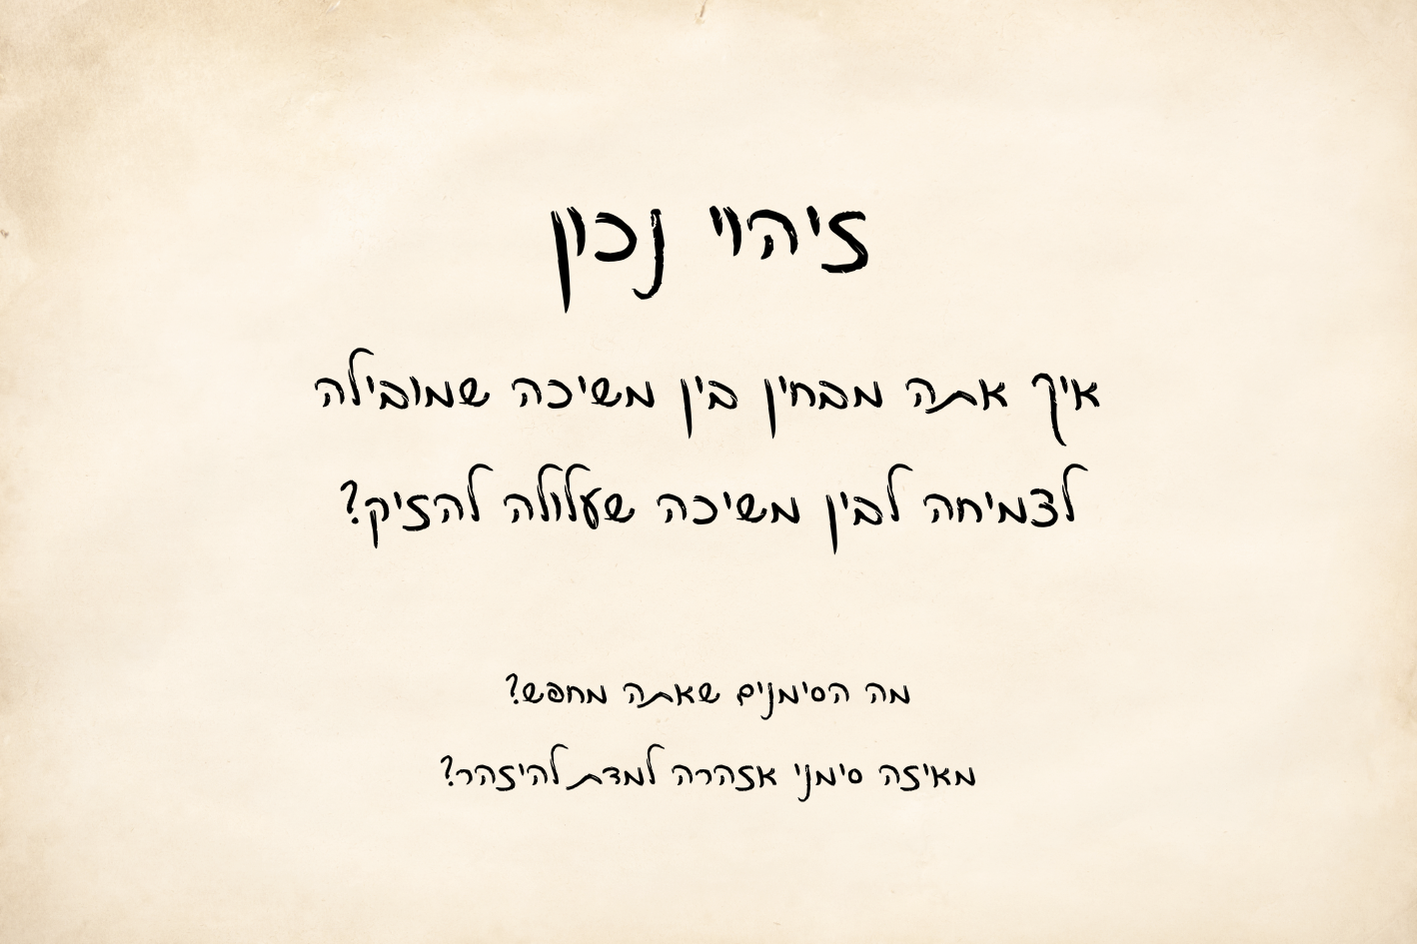 זיהוי נכון
איך אתה מבחין בין משיכה שמובילה
לצמיחה לבין משיכה שעלולה להזיק?
מה הסימנים שאתה מחפש?
מאיזה סימני אזהרה למדת להיזהר?